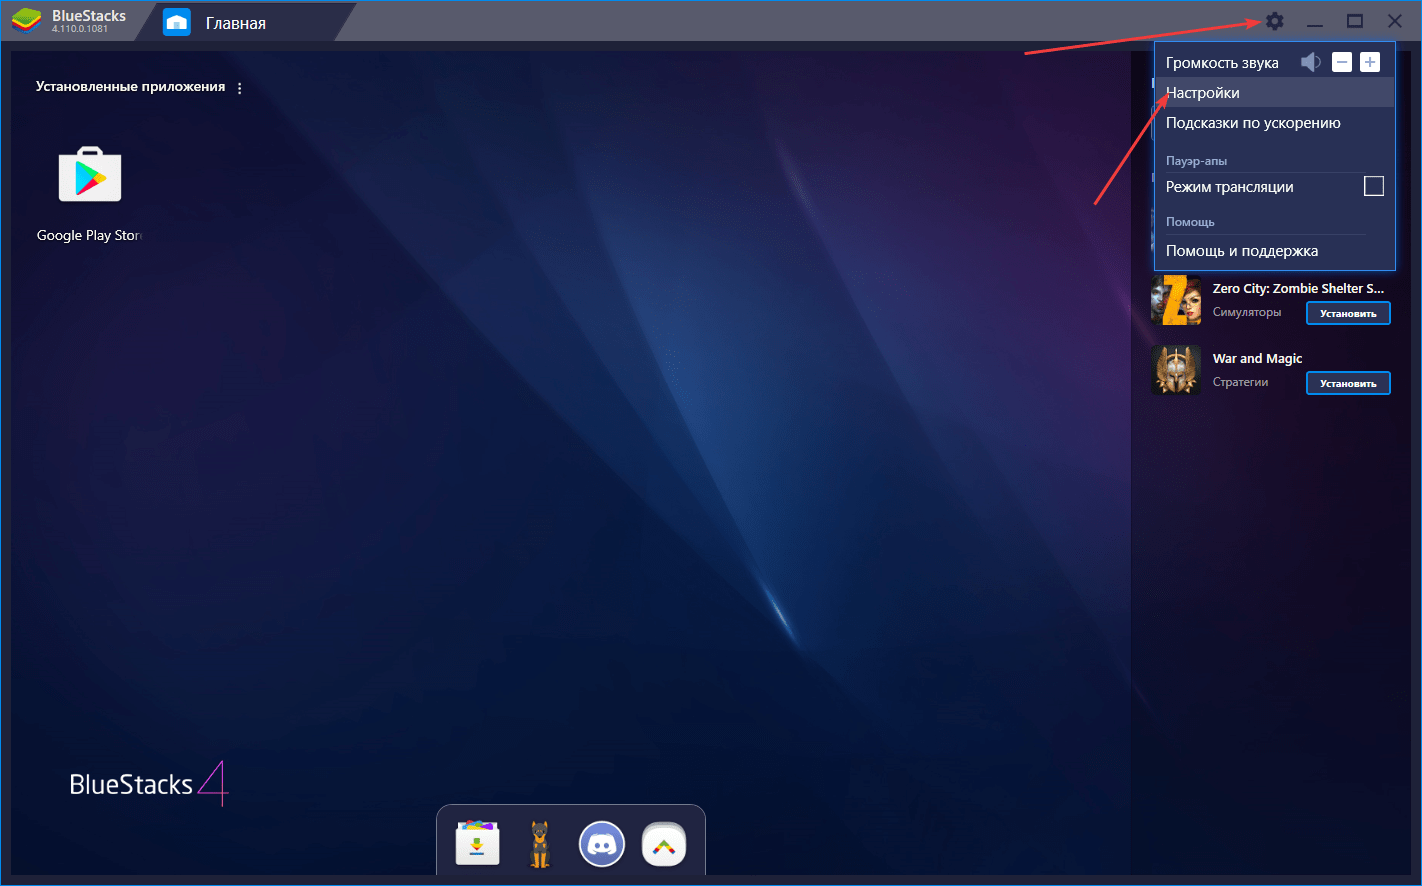 BlueStacks
4.110.0.1081
Главная
Установленные приложения
Google Play Stor
Громкость звука
Настройки
Подсказки по ускорению
Пауэр-апы
Режим трансляции
Помощь
Помощь и поддержка
Zero City: Zombie Shelter S...
Симуляторы
Установить
War and Magic
Стратегии
Установить
BlueStacks 4